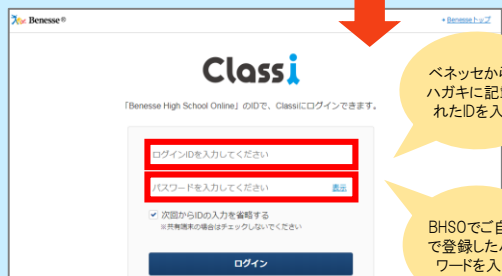 Benesse®
Benesseトップ
Classi
「Benesse High School Online」のIDで、Classiにログインできます。
ログインIDを入力してください
パスワードを入力してください 表示
次回からIDの入力を省略する
※共有端末の場合はチェックしないでください
ログイン
ベネッセから
ハガキに記
れたIDを入
BHSOでご自
で登録した
ワードを入